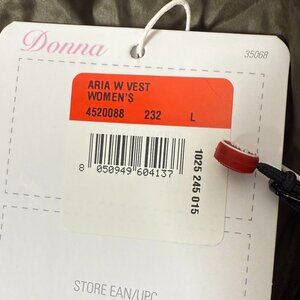 Donna
35068
ARIA W VEST
WOMEN'S
4520088 232 L
8 050949 604137
1025 245 015
STORE EAN/UPC